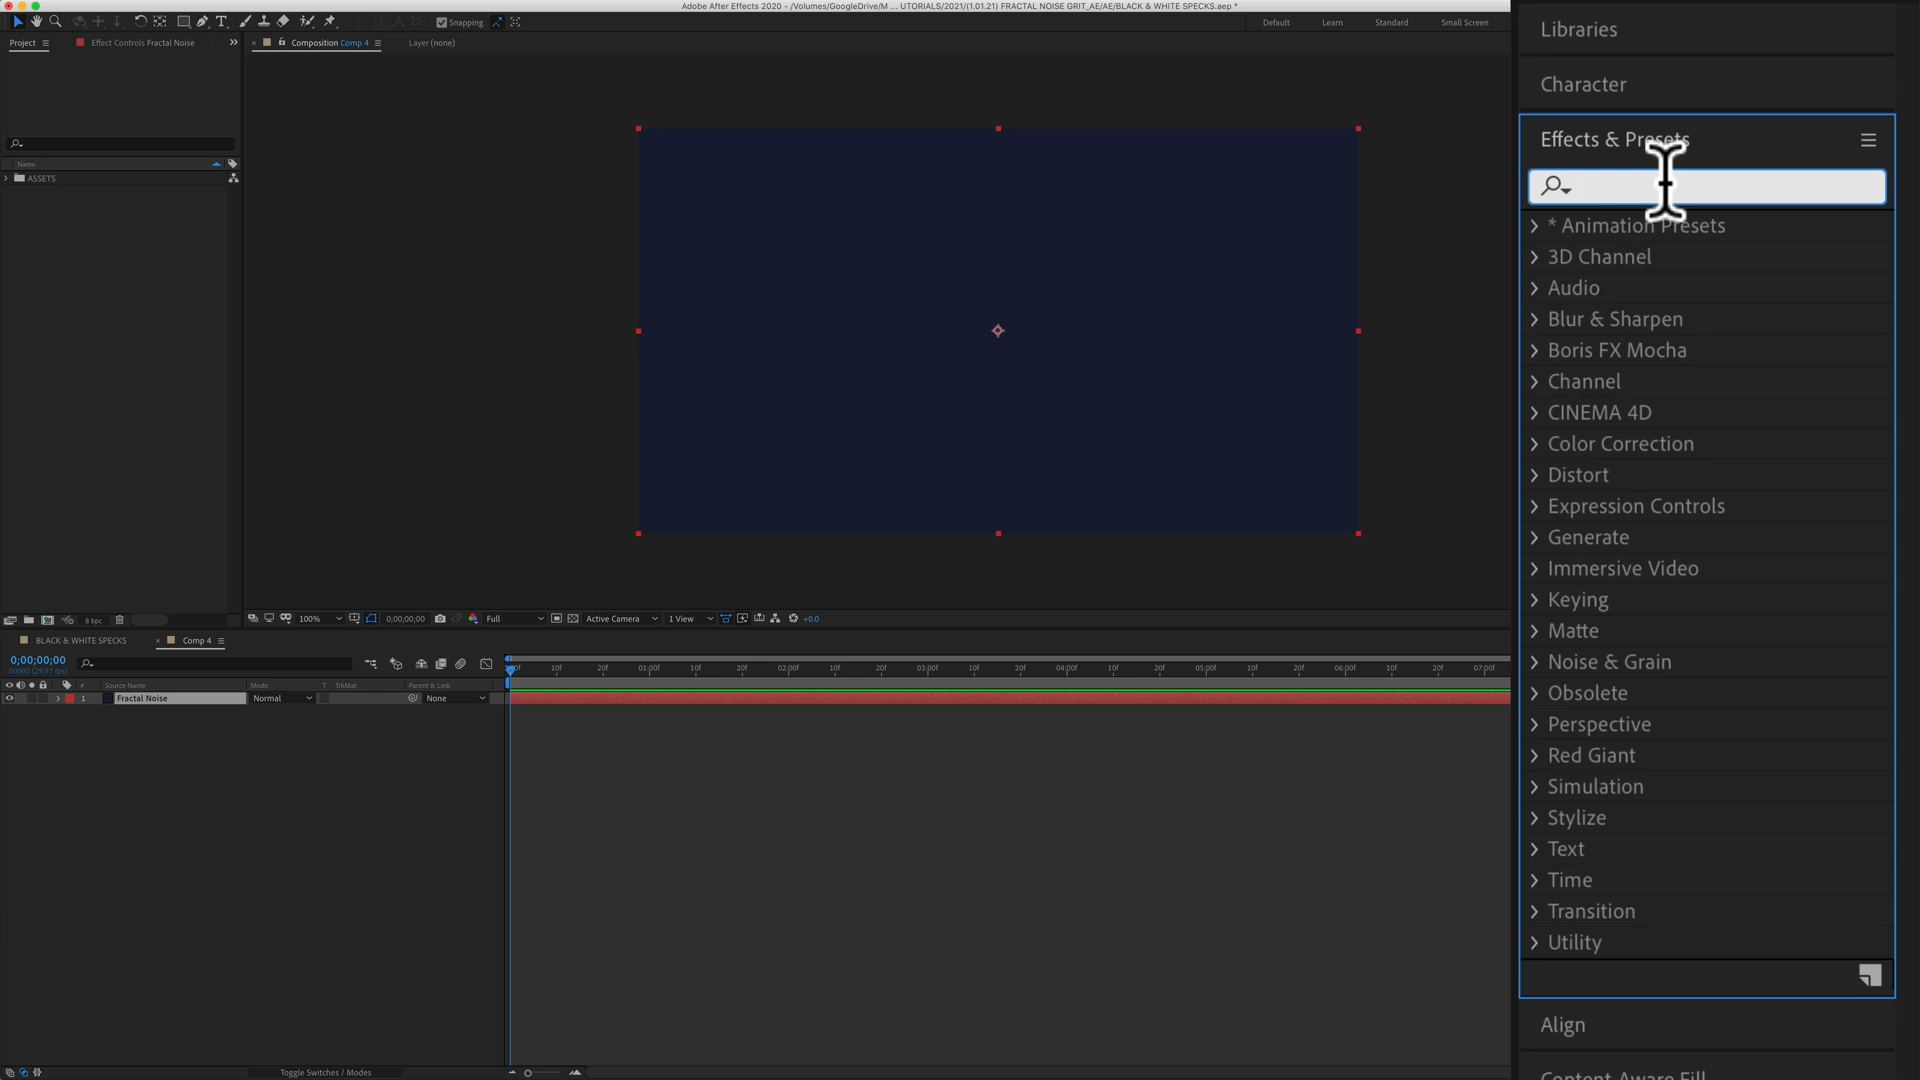 Adobe After Effects 2020 - /Volumes/GoogleDrive/M ... UTORIALS/2021/(1.01.21) FRACTAL NOISE GRIT_AE/AE/BLACK & WHITE SPECKS.aep *
Snapping
Default
Learn
Standard
Small Screen
Project
Effect Controls Fractal Noise
Composition Comp 4
Layer (none)
Name
ASSETS
8 bpc
100%
0;00;00;00
Full
Active Camera
1 View
+0.0
BLACK & WHITE SPECKS
Comp 4
0;00;00;00
00000 (29.97 fps)
10f 20f 01:00f 10f 20f 02:00f 10f 20f 03:00f 10f 20f 04:00f 10f 20f 05:00f 10f 20f 06:00f 10f 20f 07:00f
# Source Name Mode T TrkMat Parent & Link
1 Fractal Noise Normal None
Toggle Switches / Modes
Libraries
Character
Effects & Presets
* Animation Presets
3D Channel
Audio
Blur & Sharpen
Boris FX Mocha
Channel
CINEMA 4D
Color Correction
Distort
Expression Controls
Generate
Immersive Video
Keying
Matte
Noise & Grain
Obsolete
Perspective
Red Giant
Simulation
Stylize
Text
Time
Transition
Utility
Align
Content-Aware Fill